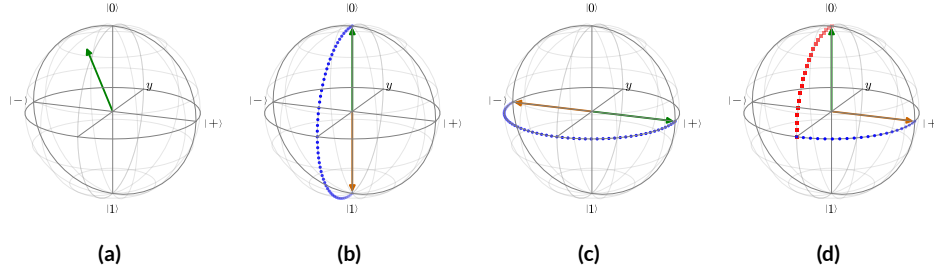 |0⟩ |0⟩ |0⟩ |0⟩
y y y y
|−⟩ |−⟩ |−⟩ |−⟩
|+⟩ |+⟩ |+⟩ |+
|1⟩ |1⟩ |1⟩ |1⟩
(a) (b) (c) (d)